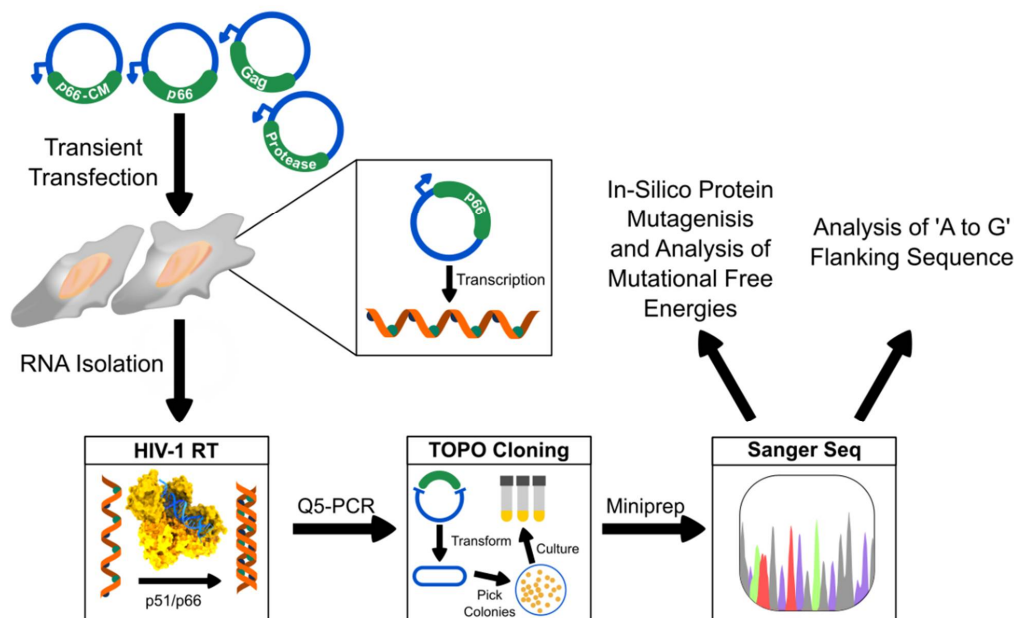 p66-CM
p66
Gag
Protease
Transient
Transfection
p66
Transcription
RNA Isolation
HIV-1 RT
p51/p66
Q5-PCR
TOPO Cloning
Transform
Culture
Pick
Colonies
Miniprep
Sanger Seq
In-Silico Protein
Mutagenisis
and Analysis of
Mutational Free
Energies
Analysis of 'A to G'
Flanking Sequence